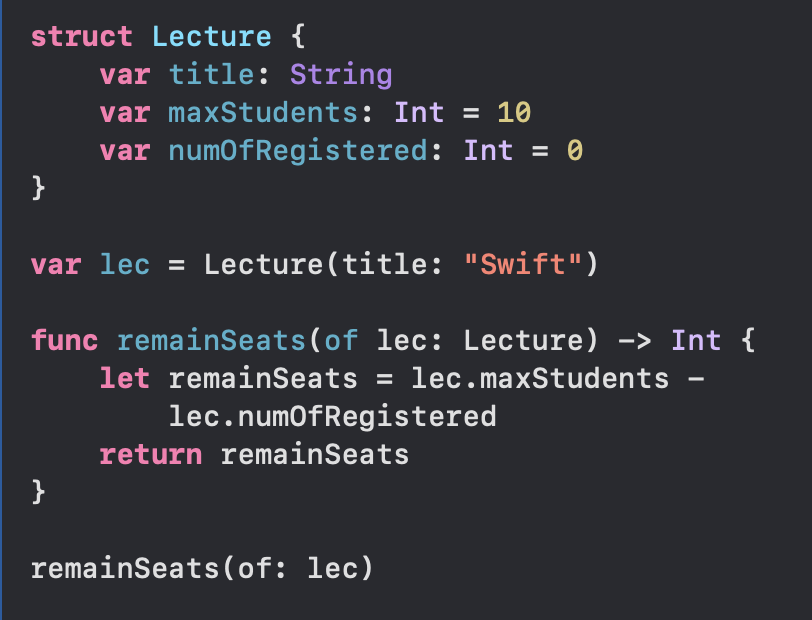 struct Lecture {
    var title: String
    var maxStudents: Int = 10
    var numOfRegistered: Int = 0
}

var lec = Lecture(title: "Swift")

func remainSeats(of lec: Lecture) -> Int {
    let remainSeats = lec.maxStudents -
        lec.numOfRegistered
    return remainSeats
}

remainSeats(of: lec)